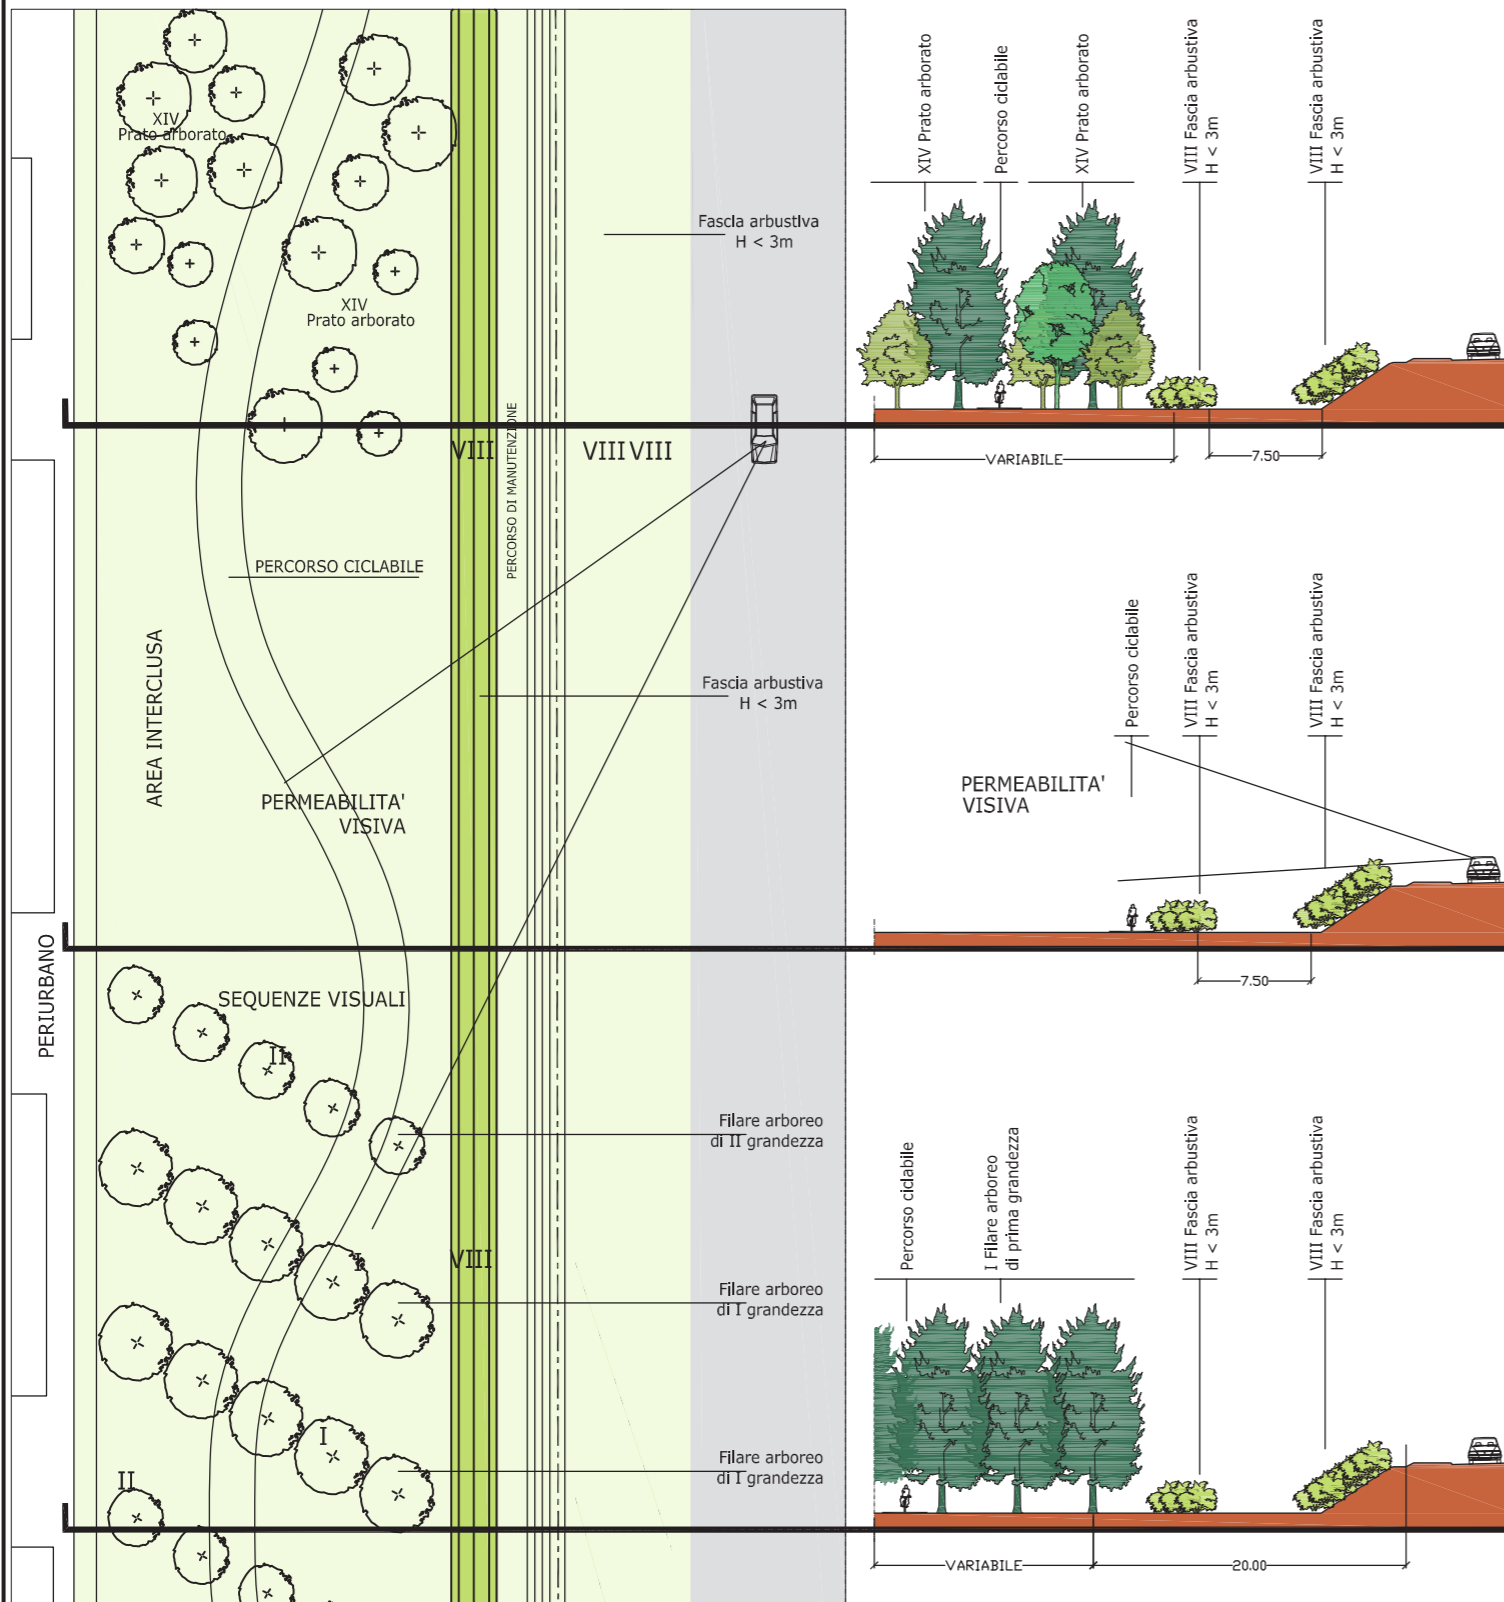 XIV
Prato arborato
XIV
Prato arborato
Fascia arbustiva
H < 3m
VIII
PERCORSO DI MANUTENZIONE
VIII VIII
PERCORSO CICLABILE
AREA INTERCLUSA
Fascia arbustiva
H < 3m
PERMEABILITA'
VISIVA
PERIURBANO
SEQUENZE VISUALI
II
Filare arboreo
di II grandezza
I
VIII
Filare arboreo
di I grandezza
I
Filare arboreo
di I grandezza
II
XIV Prato arborato
Percorso ciclabile
XIV Prato arborato
VIII Fascia arbustiva
H < 3m
VIII Fascia arbustiva
H < 3m
VARIABILE
7.50
Percorso ciclabile
VIII Fascia arbustiva
H < 3m
VIII Fascia arbustiva
H < 3m
PERMEABILITA'
VISIVA
7.50
Percorso ciclabile
I Filare arboreo
di prima grandezza
VIII Fascia arbustiva
H < 3m
VIII Fascia arbustiva
H < 3m
VARIABILE
20.00